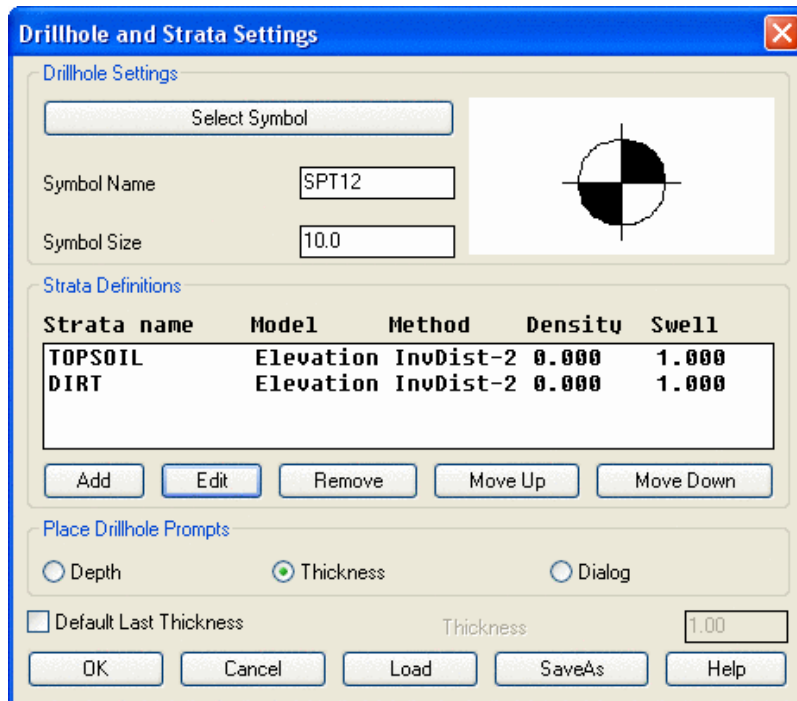 Drillhole and Strata Settings
Drillhole Settings
Select Symbol
Symbol Name SPT12
Symbol Size 10.0
Strata Definitions
Strata name Model Method Density Swell
TOPSOIL Elevation InvDist-2 0.000 1.000
DIRT Elevation InvDist-2 0.000 1.000
Add Edit Remove Move Up Move Down
Place Drillhole Prompts
Depth Thickness Dialog
Default Last Thickness Thickness 1.00
OK Cancel Load SaveAs Help